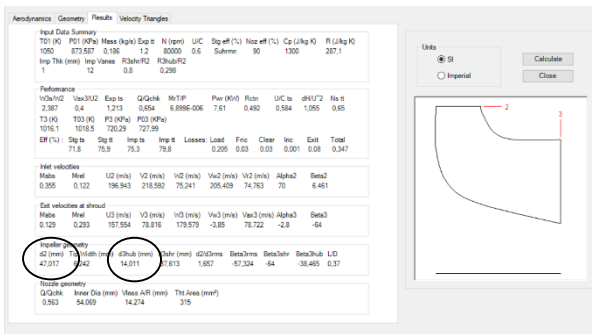 Aerodynamics Geometry Results Velocity Triangles
Input Data Summary
T01 (K) P01 (KPa) Mass (kg/s) Exp tt N (rpm) U/C Stg eff (%) Noz eff (%) Cp (J/kg K) R (J/kg K)
1050 873.587 0,186 1.2 80000 0.6 Suhrmn 90 1300 287.1
Imp Thk (mm) Imp Vanes R3shr/R2 R3hub/R2
1 12 0,8 0,298
Perfomance
W3s/W2 Vax3/U2 Exp ts Q/Qchk Mr.T/P Pwr (KW) Rctn U/C ts dH/U^2 Ns tt
2,387 0,4 1,213 0,654 6.899E-006 7.61 0,492 0,584 1,055 0,65
T3 (K) T03 (K) P3 (KPa) P03 (KPa)
1016.1 1018.5 720.29 727,99
Eff (%) : Stg ts Stg tt Imp ts Imp tt Losses: Load Fric Clear Inc Exit Total
71,8 75,9 75,3 79,8 0,205 0,03 0,03 0,001 0,08 0,347
Inlet velocities
Mabs Mrel U2 (m/s) V2 (m/s) W2 (m/s) Vw2 (m/s) Vr2 (m/s) Alpha2 Beta2
0,355 0,122 196,943 218,592 75,241 205,409 74,763 70 6,461
Exit velocities at shroud
Mabs Mrel U3 (m/s) V3 (m/s) W3 (m/s) Vw3 (m/s) Vax3 (m/s) Alpha3 Beta3
0,129 0,293 157,554 78,816 179,579 -3,85 78,722 -2,8 -64
Impeller geometry
d2 (mm) Tip Width (mm) d3hub (mm) d3shr (mm) d2/d3rms Beta3rms Beta3shr Beta3hub L/D
47,017 14,011 37,613 1,657 -57,324 -64 -38,465 0,37
Nozzle geometry
Q/Qchk Inner Dia (mm) Vless A/R (mm) Tht Area (mm²)
0,563 54,069 14,274 315
Units
SI
Imperial
Calculate
Close
2
3